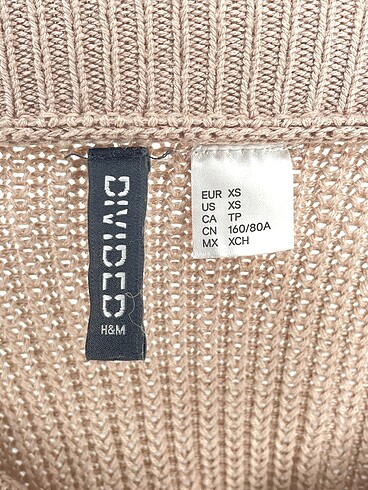 DIVIDED
H&M
EUR XS
US XS
CA TP
CN 160/80A
MX XCH